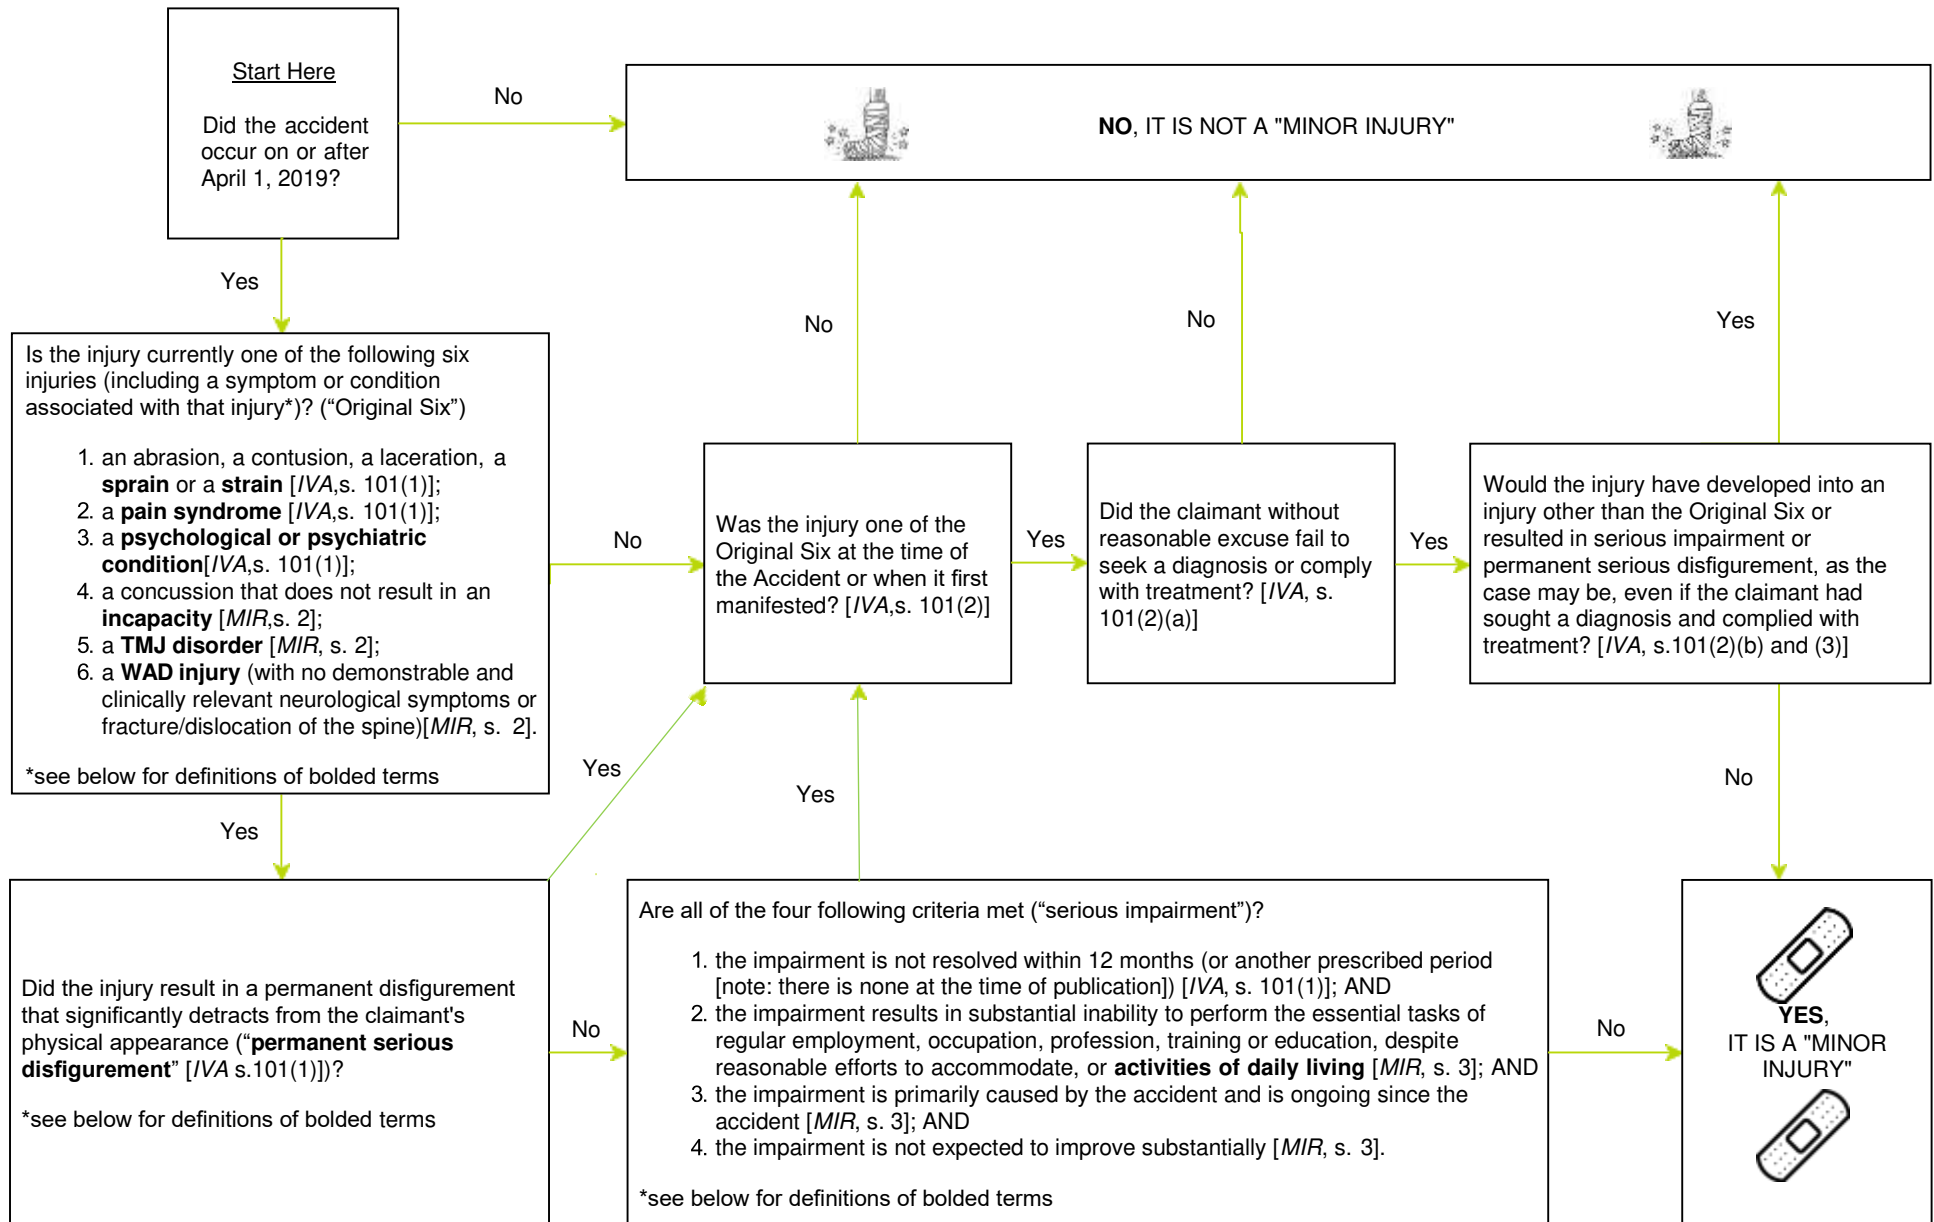 Start Here
Did the accident
occur on or after
April 1, 2019?
No
NO, IT IS NOT A "MINOR INJURY"
Yes
No
No
Yes
Is the injury currently one of the following six
injuries (including a symptom or condition
associated with that injury*)? (“Original Six”)
1. an abrasion, a contusion, a laceration, a
sprain or a strain [IVA,s. 101(1)];
2. a pain syndrome [IVA,s. 101(1)];
3. a psychological or psychiatric
condition[IVA,s. 101(1)];
4. a concussion that does not result in an
incapacity [MIR,s. 2];
5. a TMJ disorder [MIR, s. 2];
6. a WAD injury (with no demonstrable and
clinically relevant neurological symptoms or
fracture/dislocation of the spine)[MIR, s. 2].
*see below for definitions of bolded terms
No
Was the injury one of the
Original Six at the time of
the Accident or when it first
manifested? [IVA,s. 101(2)]
Yes
Did the claimant without
reasonable excuse fail to
seek a diagnosis or comply
with treatment? [IVA, s.
101(2)(a)]
Yes
Would the injury have developed into an
injury other than the Original Six or
resulted in serious impairment or
permanent serious disfigurement, as the
case may be, even if the claimant had
sought a diagnosis and complied with
treatment? [IVA, s.101(2)(b) and (3)]
Yes
Yes
Yes
No
Did the injury result in a permanent disfigurement
that significantly detracts from the claimant's
physical appearance (“permanent serious
disfigurement” [IVA s.101(1)])?
*see below for definitions of bolded terms
No
Are all of the four following criteria met (“serious impairment”)?
1. the impairment is not resolved within 12 months (or another prescribed period
[note: there is none at the time of publication]) [IVA, s. 101(1)]; AND
2. the impairment results in substantial inability to perform the essential tasks of
regular employment, occupation, profession, training or education, despite
reasonable efforts to accommodate, or activities of daily living [MIR, s. 3]; AND
3. the impairment is primarily caused by the accident and is ongoing since the
accident [MIR, s. 3]; AND
4. the impairment is not expected to improve substantially [MIR, s. 3].
*see below for definitions of bolded terms
No
YES,
IT IS A "MINOR
INJURY"